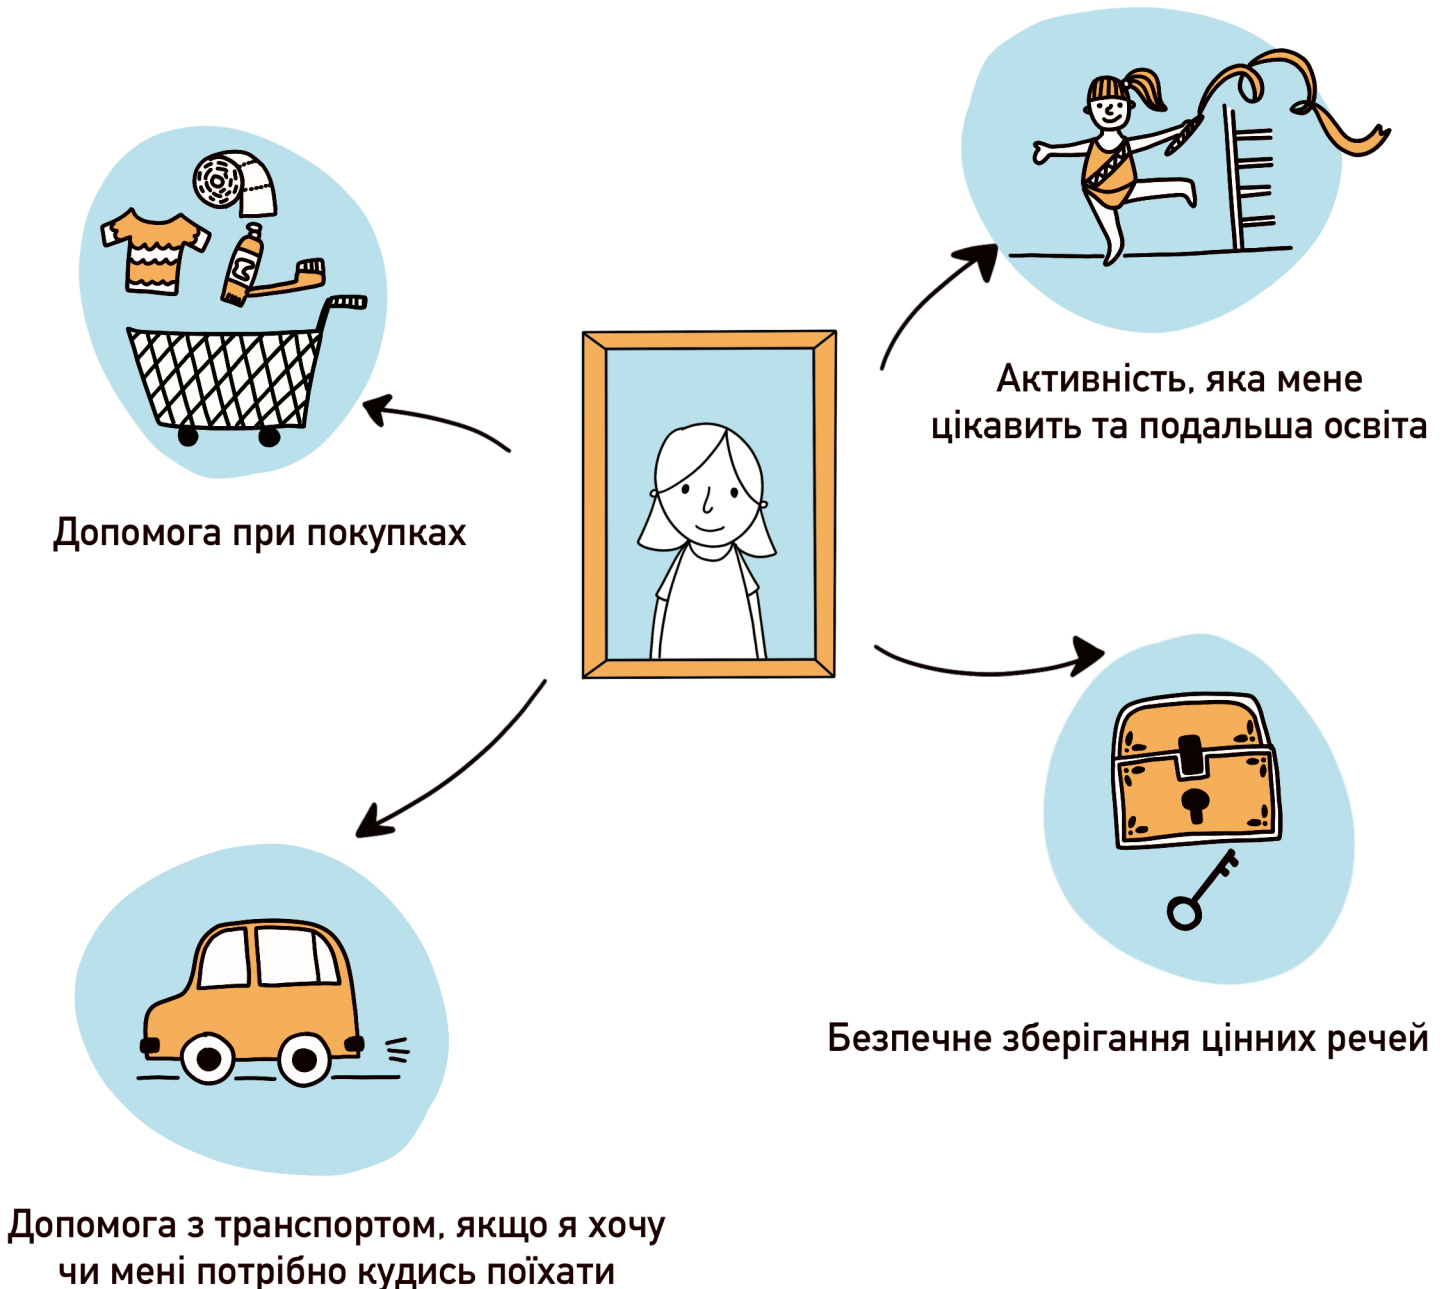 Активність, яка мене
цікавить та подальша освіта
Допомога при покупках
Безпечне зберігання цінних речей
Допомога з транспортом, якщо я хочу
чи мені потрібно кудись поїхати